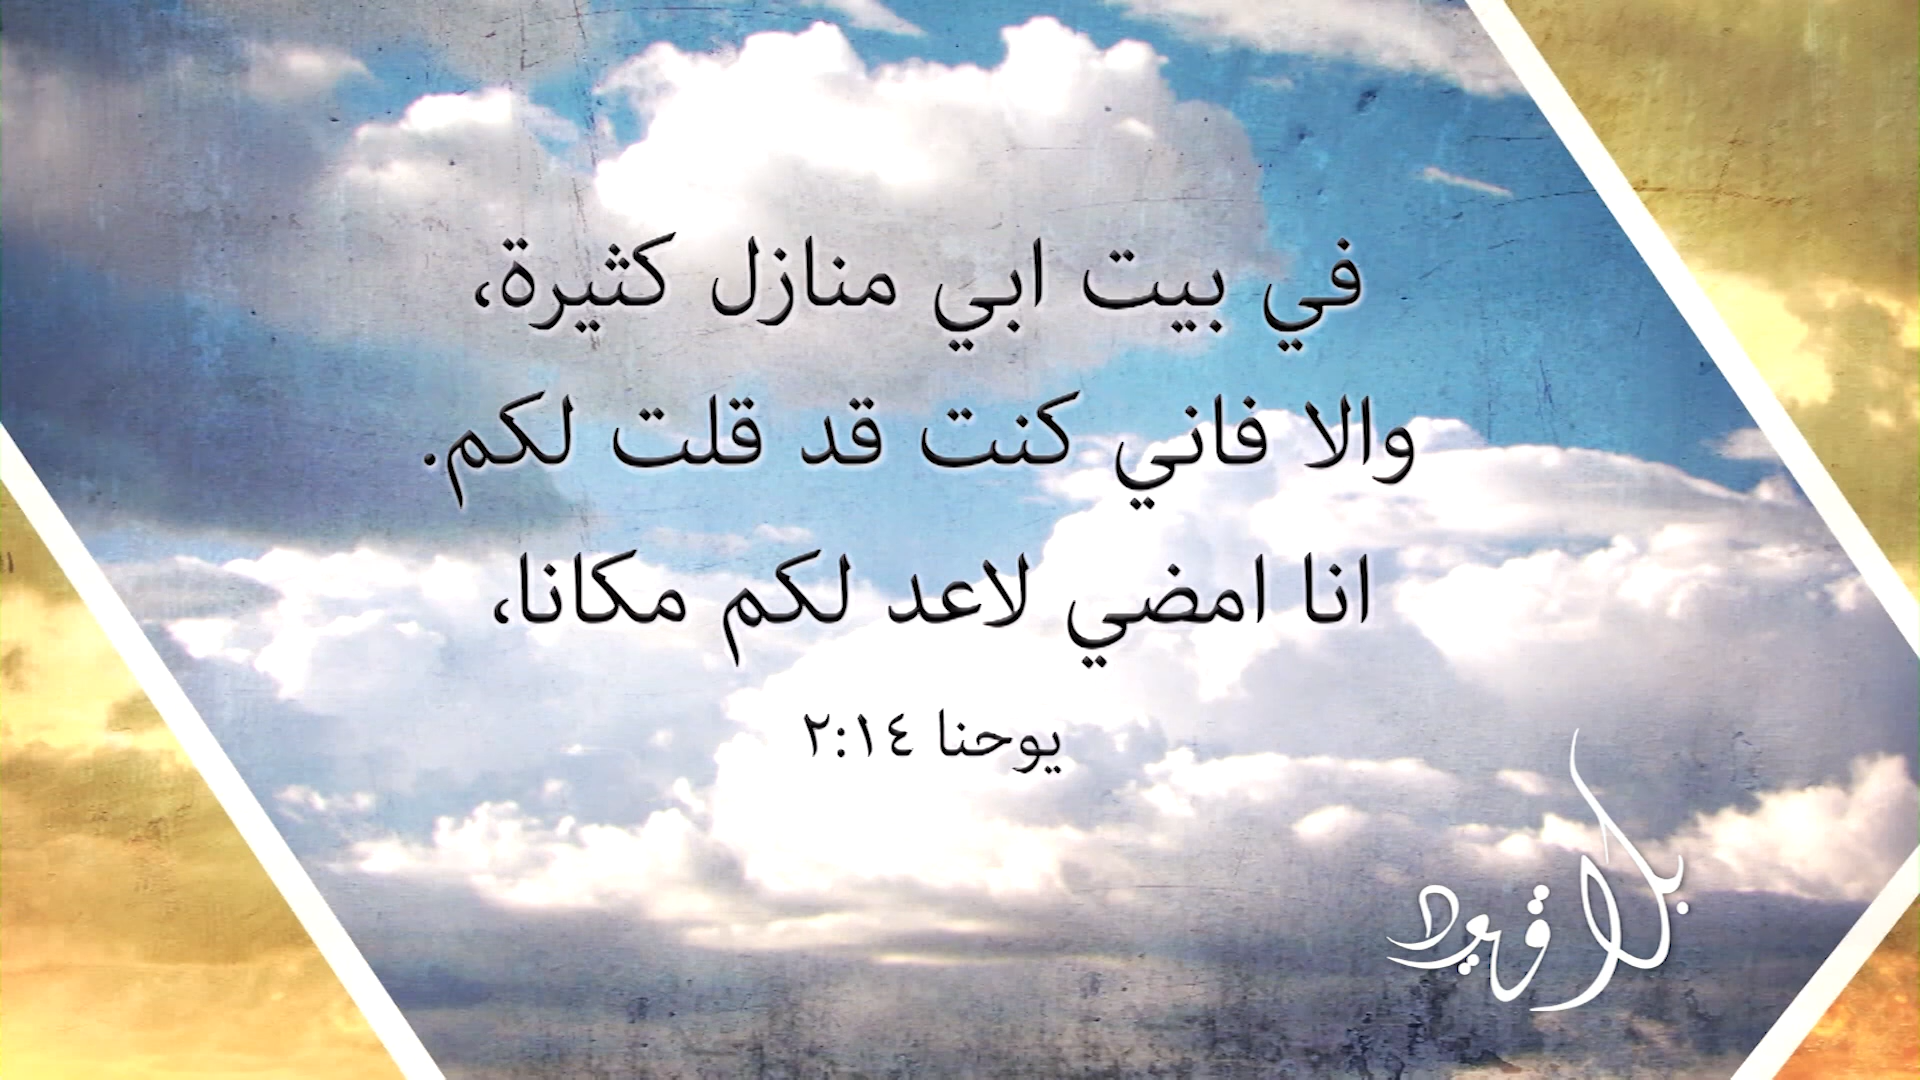 في بيت ابي منازل كثيرة،
والا فاني كنت قد قلت لكم.
انا امضي لاعد لكم مكانا،
يوحنا ٢:١٤
بلا قيود